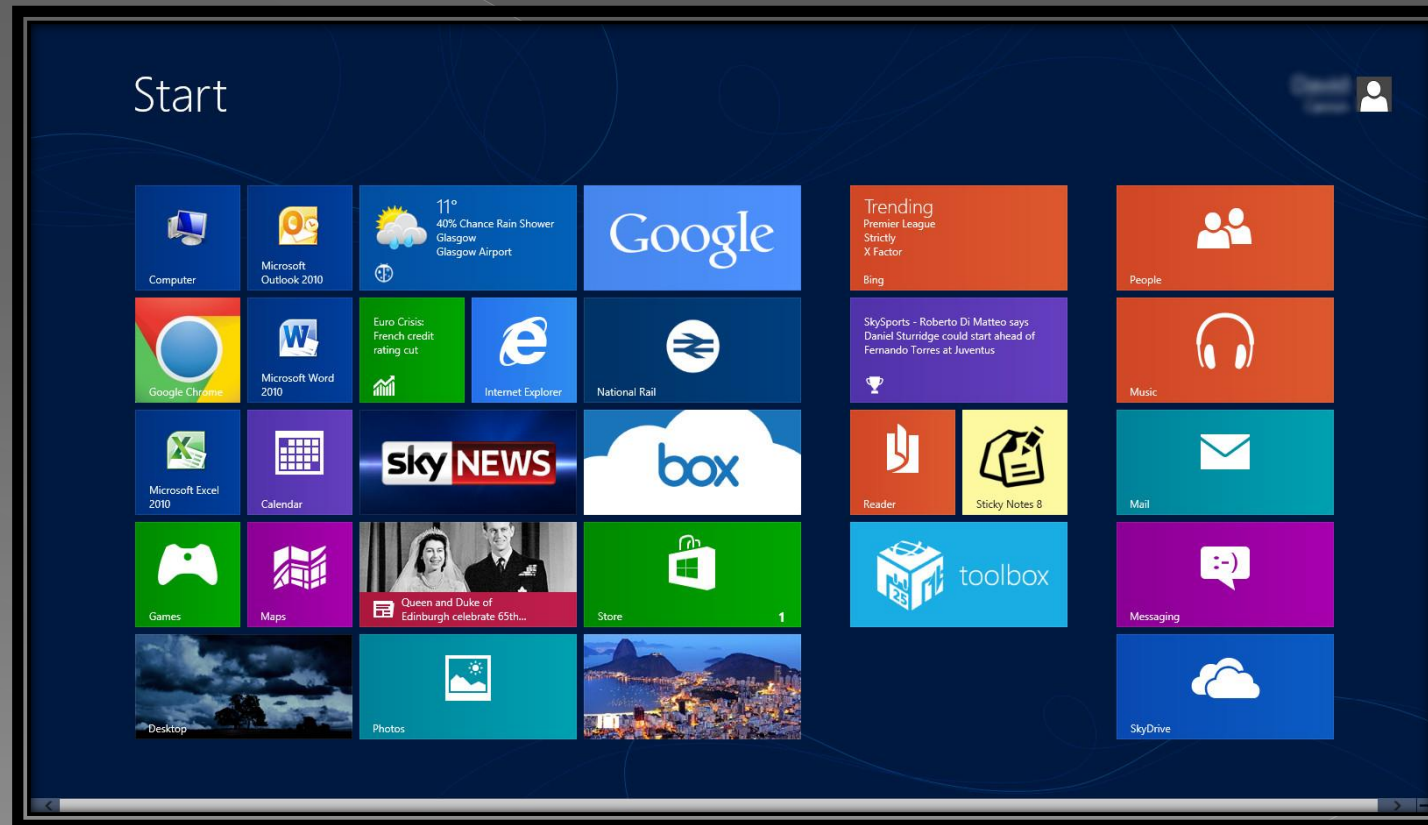 Start
Computer
Microsoft
Outlook 2010
11°
40% Chance Rain Shower
Glasgow
Glasgow Airport
Google
Trending
Premier League
Strictly
X Factor
Bing
People
Google Chrome
Microsoft Word
2010
Euro Crisis:
French credit
rating cut
Internet Explorer
National Rail
SkySports - Roberto Di Matteo says
Daniel Sturridge could start ahead of
Fernando Torres at Juventus
Music
Microsoft Excel
2010
Calendar
sky NEWS
box
Reader
Sticky Notes 8
Mail
Games
Maps
Queen and Duke of
Edinburgh celebrate 65th...
Store
1
25
toolbox
:-)
Messaging
Desktop
Photos
SkyDrive